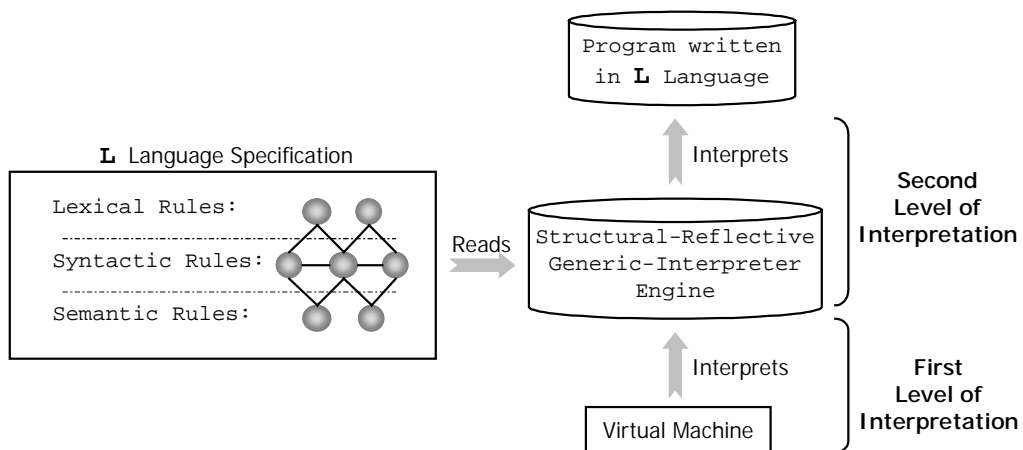 Program written
in L Language
Interprets
Second
Level of
Interpretation
L Language Specification
Lexical Rules:
Syntactic Rules:
Semantic Rules:
Reads
Structural-Reflective
Generic-Interpreter
Engine
Interprets
First
Level of
Interpretation
Virtual Machine